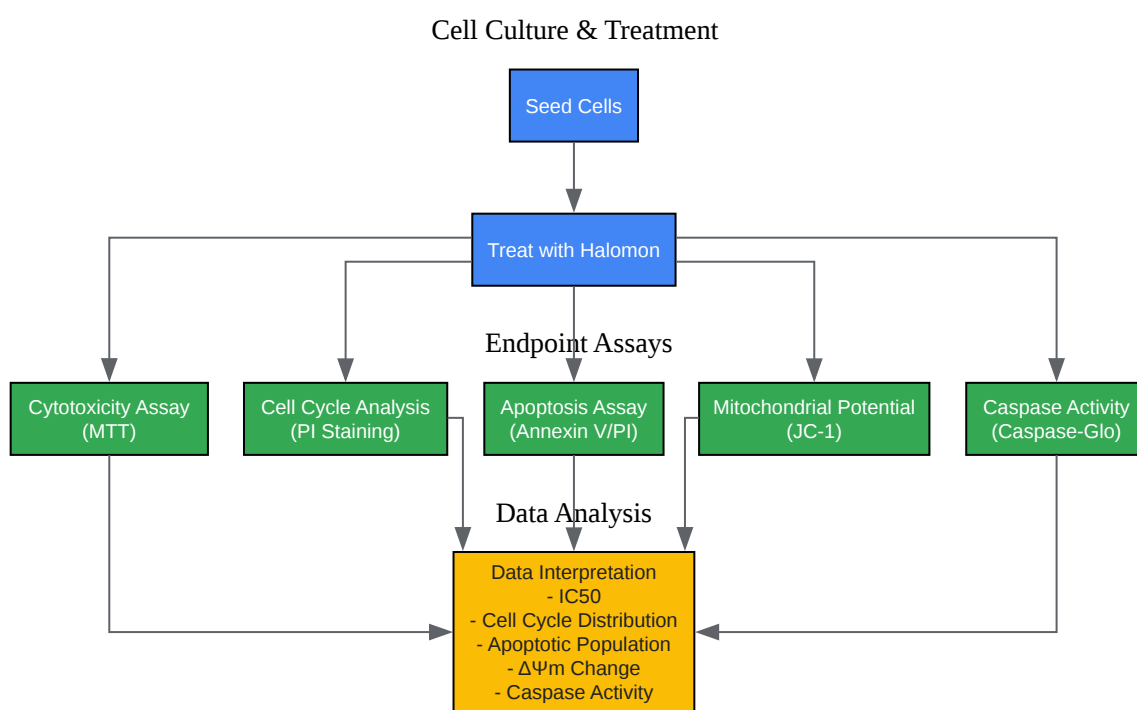 Cell Culture & Treatment
Seed Cells
Treat with Halomon
Endpoint Assays
Cytotoxicity Assay
(MTT)
Cell Cycle Analysis
(PI Staining)
Apoptosis Assay
(Annexin V/PI)
Mitochondrial Potential
(JC-1)
Caspase Activity
(Caspase-Glo)
Data Analysis
Data Interpretation
- IC50
- Cell Cycle Distribution
- Apoptotic Population
- ΔΨm Change
- Caspase Activity